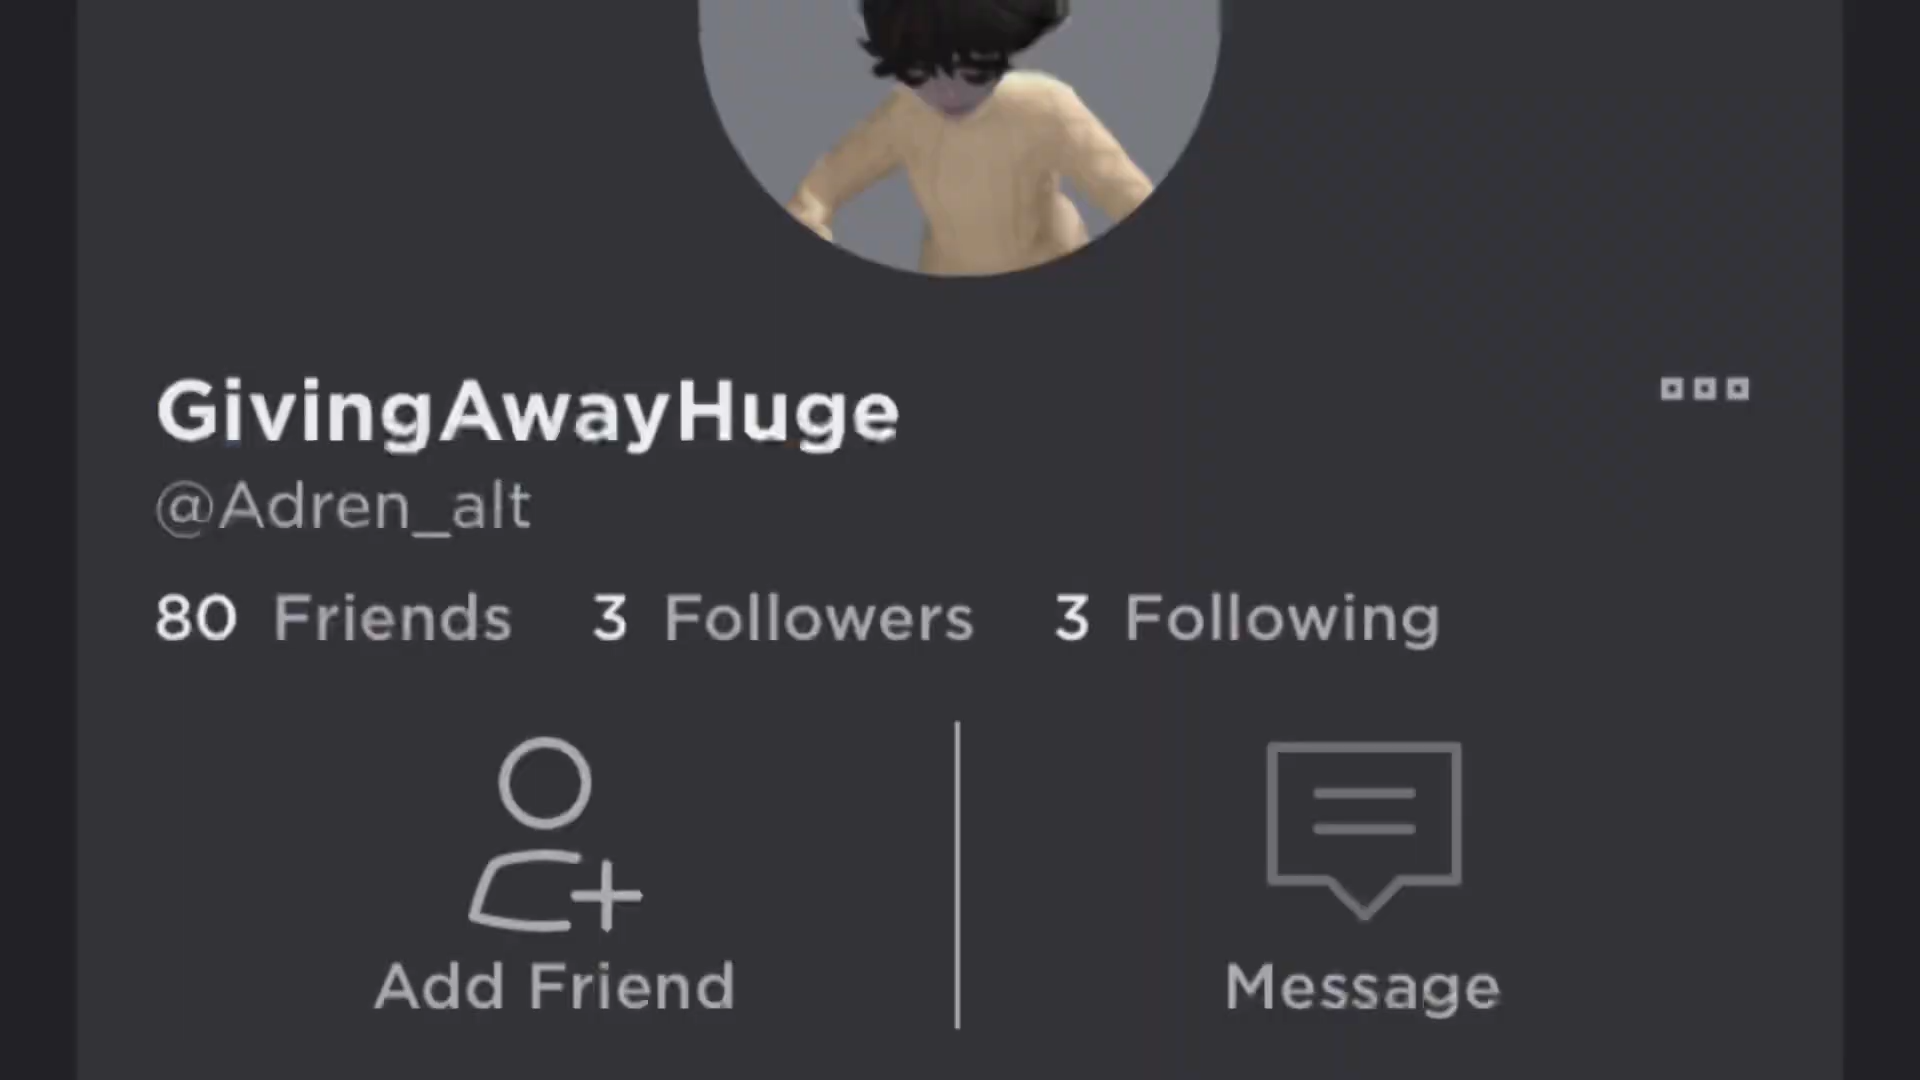 GivingAwayHuge
@Adren_alt
80 Friends 3 Followers 3 Following
Add Friend Message